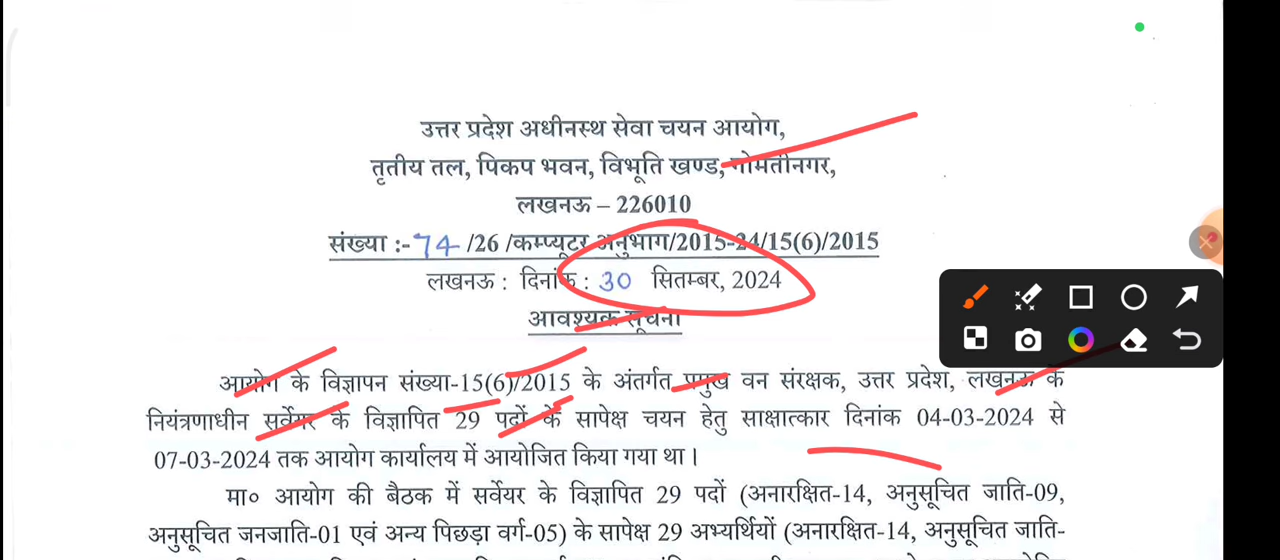 उत्तर प्रदेश अधीनस्थ सेवा चयन आयोग,
तृतीय तल, पिकप भवन, विभूति खण्ड, गोमतीनगर,
लखनऊ – 226010
संख्या :- 74 /26 /कम्प्यूटर अनुभाग/2015-24/15(6)/2015
लखनऊ : दिनांक : 30 सितम्बर, 2024
आवश्यक सूचना
आयोग के विज्ञापन संख्या-15(6)/2015 के अंतर्गत प्रमुख वन संरक्षक, उत्तर प्रदेश, लखनऊ के
नियंत्रणाधीन सर्वेयर के विज्ञापित 29 पदों के सापेक्ष चयन हेतु साक्षात्कार दिनांक 04-03-2024 से
07-03-2024 तक आयोग कार्यालय में आयोजित किया गया था।
मा० आयोग की बैठक में सर्वेयर के विज्ञापित 29 पदों (अनारक्षित-14, अनुसूचित जाति-09,
अनुसूचित जनजाति-01 एवं अन्य पिछड़ा वर्ग-05) के सापेक्ष 29 अभ्यर्थियों (अनारक्षित-14, अनुसूचित जाति-